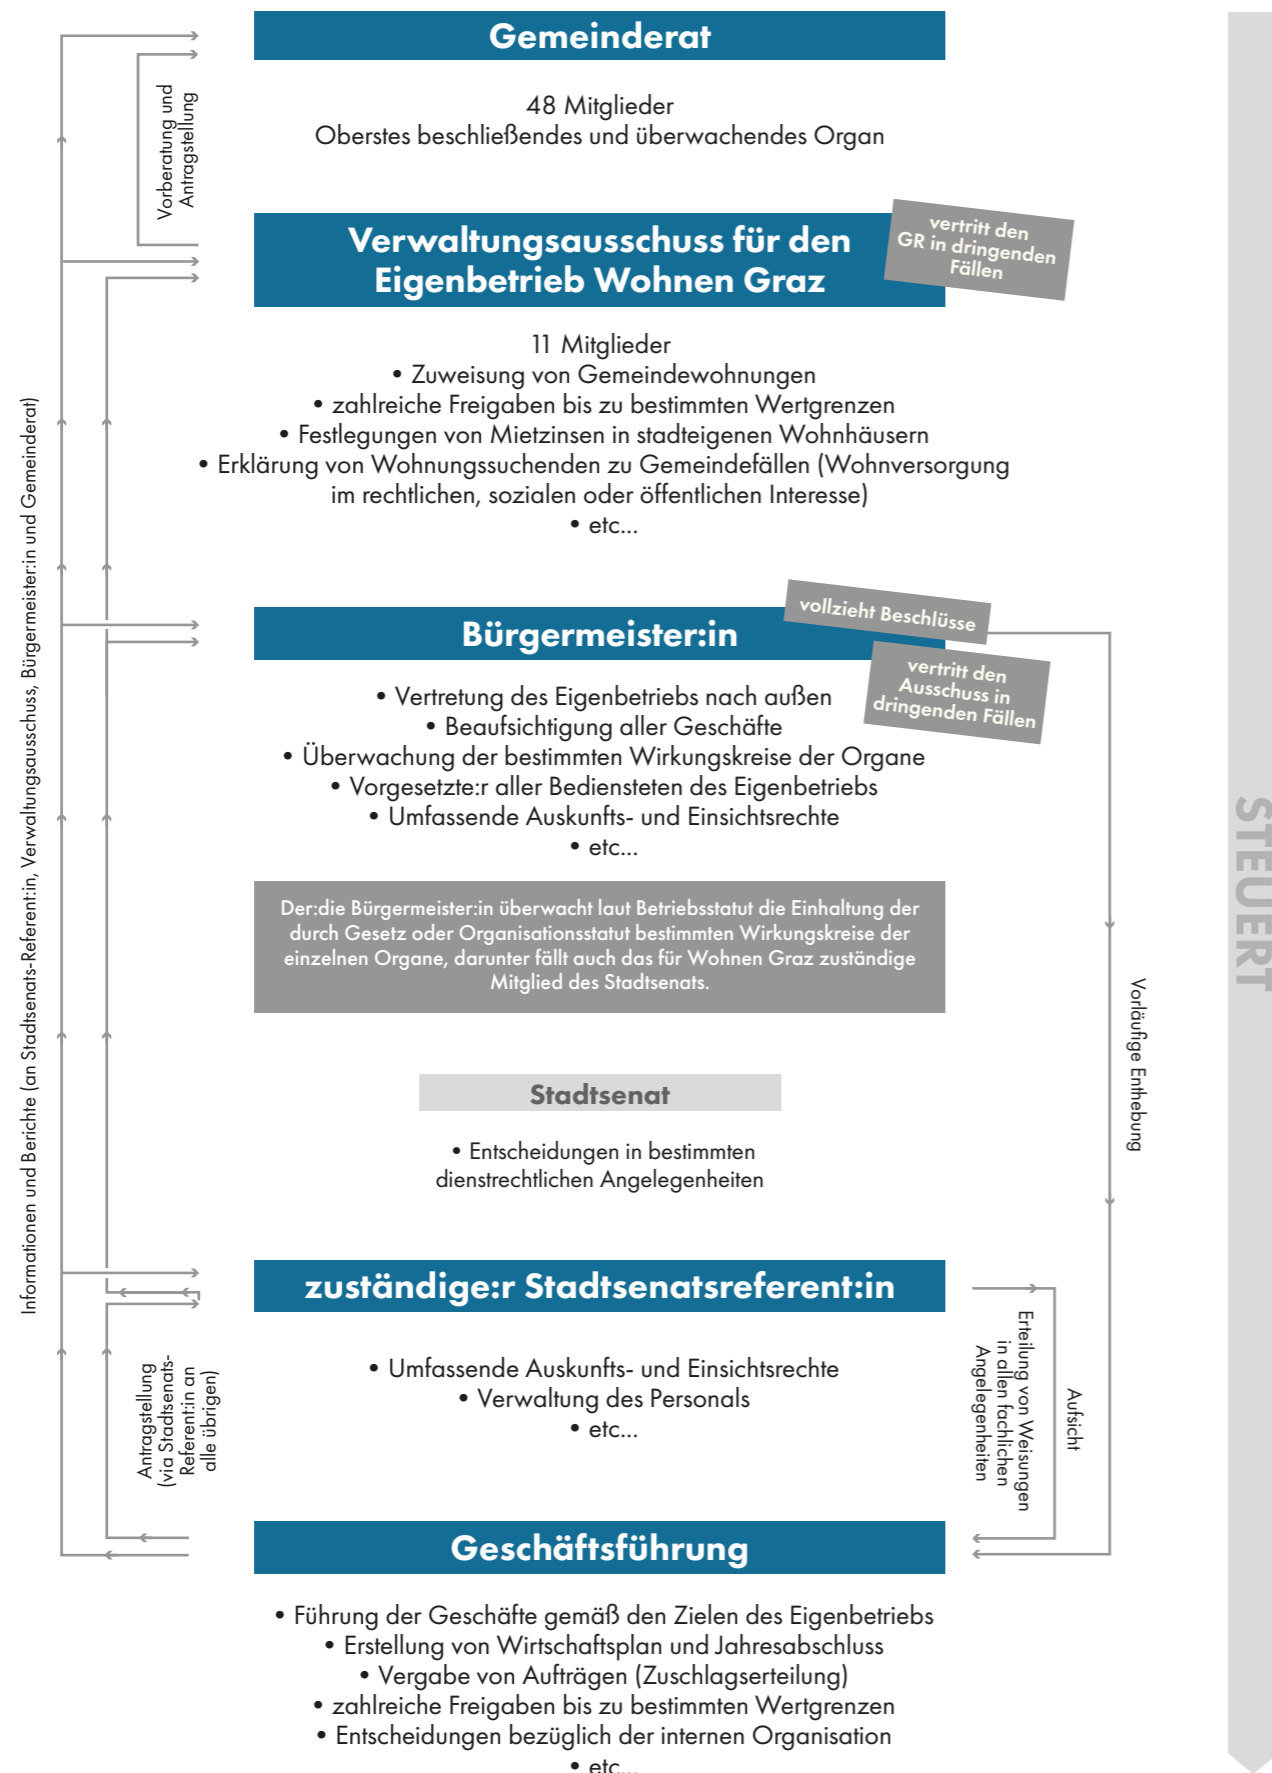 Gemeinderat
48 Mitglieder
Oberstes beschließendes und überwachendes Organ
Vorberatung und
Antragstellung
Verwaltungsausschuss für den
Eigenbetrieb Wohnen Graz
vertritt den
GR in dringenden
Fällen
11 Mitglieder
• Zuweisung von Gemeindewohnungen
• zahlreiche Freigaben bis zu bestimmten Wertgrenzen
• Festlegungen von Mietzinsen in stadteigenen Wohnhäusern
• Erklärung von Wohnungssuchenden zu Gemeindefällen (Wohnversorgung
im rechtlichen, sozialen oder öffentlichen Interesse)
• etc...
Informationen und Berichte (an Stadtsenats-Referent:in, Verwaltungsausschuss, Bürgermeister:in und Gemeinderat)
Bürgermeister:in
vollzieht Beschlüsse
vertritt den
Ausschuss in
dringenden Fällen
• Vertretung des Eigenbetriebs nach außen
• Beaufsichtigung aller Geschäfte
• Überwachung der bestimmten Wirkungskreise der Organe
• Vorgesetzte:r aller Bediensteten des Eigenbetriebs
• Umfassende Auskunfts- und Einsichtsrechte
• etc...
Der:die Bürgermeister:in überwacht laut Betriebsstatut die Einhaltung der
durch Gesetz oder Organisationsstatut bestimmten Wirkungskreise der
einzelnen Organe, darunter fällt auch das für Wohnen Graz zuständige
Mitglied des Stadtsenats.
STEUERT
Vorläufige Enthebung
Stadtsenat
• Entscheidungen in bestimmten
dienstrechtlichen Angelegenheiten
zuständige:r Stadtsenatsreferent:in
• Umfassende Auskunfts- und Einsichtsrechte
• Verwaltung des Personals
• etc...
Antragstellung
(via Stadtsenats-
Referent:in an
alle übrigen)
Erteilung von Weisungen
in allen fachlichen
Angelegenheiten
Aufsicht
Geschäftsführung
• Führung der Geschäfte gemäß den Zielen des Eigenbetriebs
• Erstellung von Wirtschaftsplan und Jahresabschluss
• Vergabe von Aufträgen (Zuschlagserteilung)
• zahlreiche Freigaben bis zu bestimmten Wertgrenzen
• Entscheidungen bezüglich der internen Organisation
• etc...